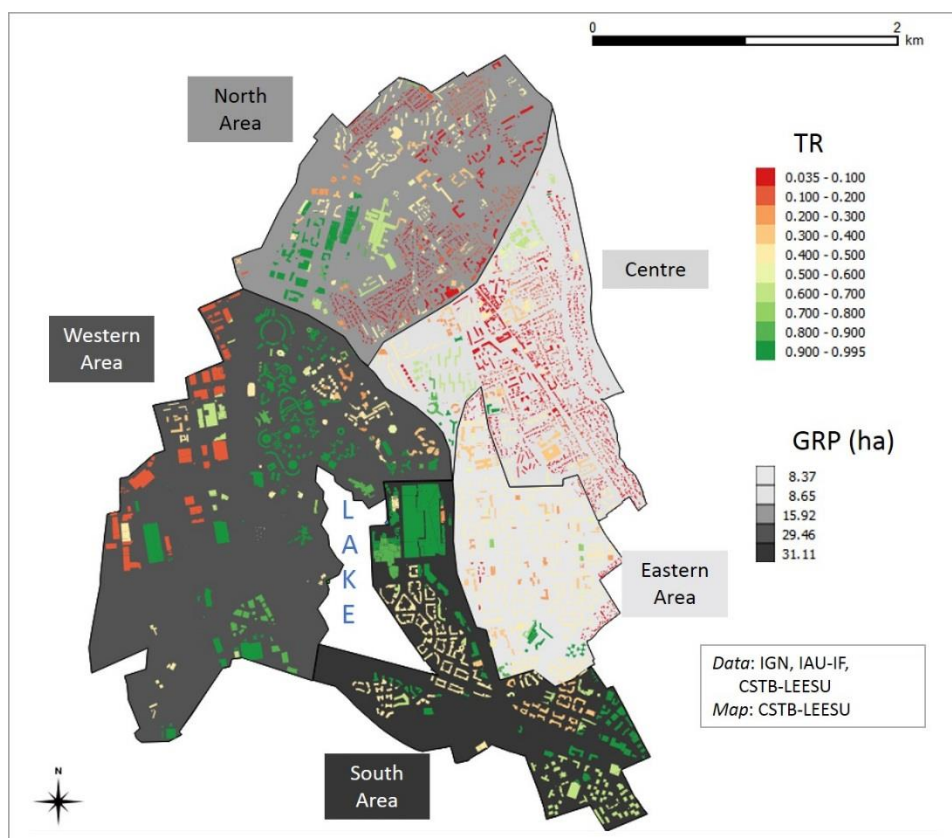 0
2
km
North
Area
TR
0.035 - 0.100
0.100 - 0.200
0.200 - 0.300
0.300 - 0.400
0.400 - 0.500
0.500 - 0.600
0.600 - 0.700
0.700 - 0.800
0.800 - 0.900
0.900 - 0.995
Centre
Western
Area
GRP (ha)
8.37
8.65
15.92
29.46
31.11
L
A
K
E
Eastern
Area
Data: IGN, IAU-IF,
CSTB-LEESU
Map: CSTB-LEESU
South
Area
N